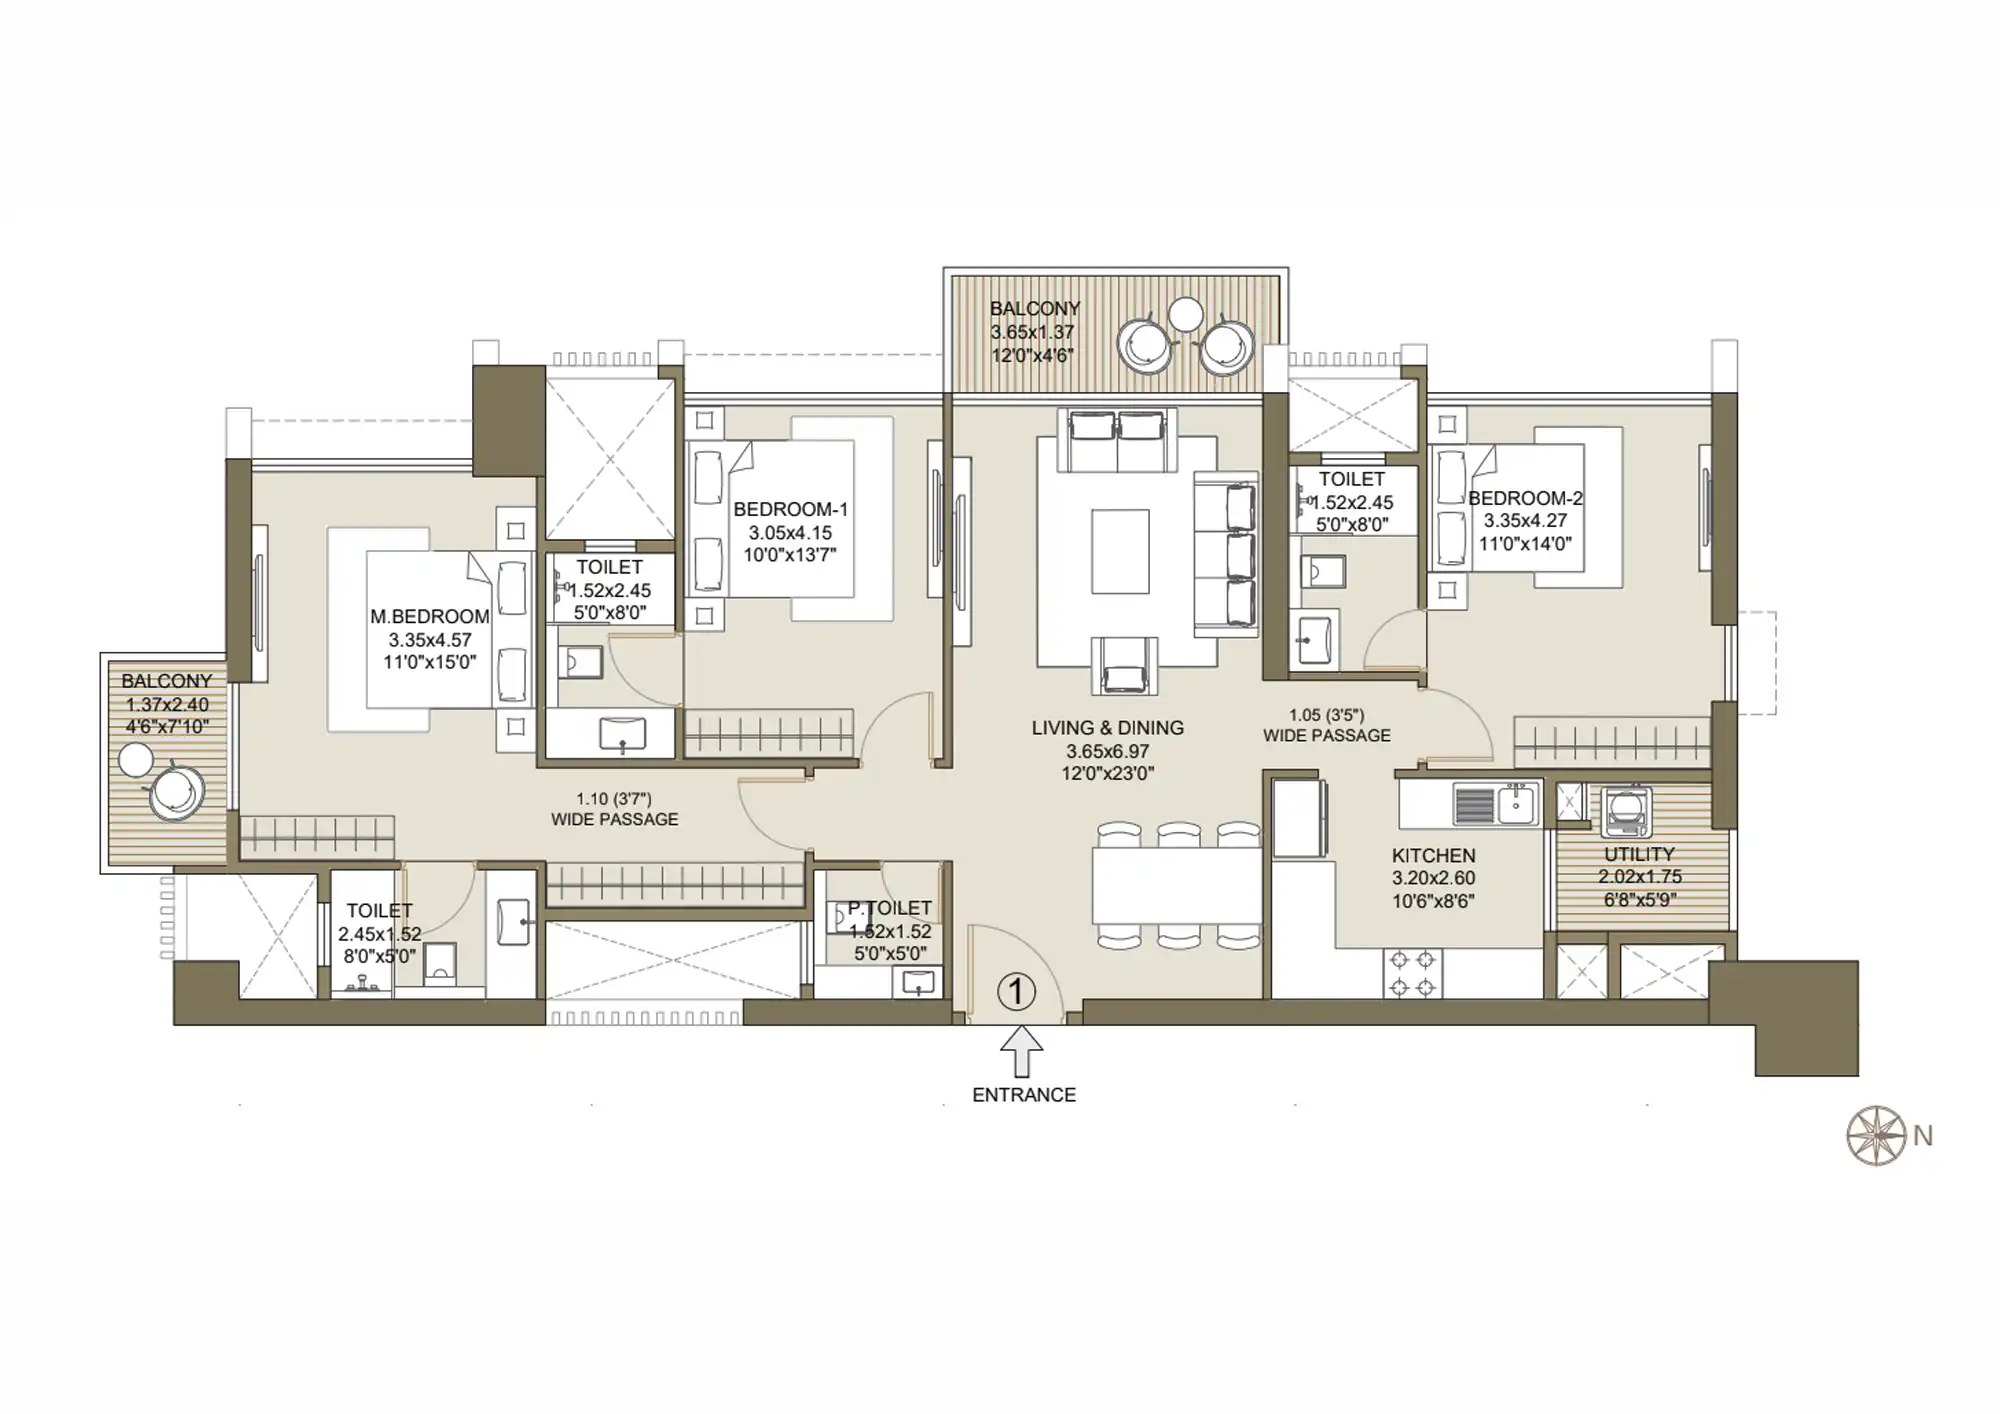 BALCONY
3.65x1.37
12'0"x4'6"
TOILET
1.52x2.45
5'0"x8'0"
BEDROOM-2
3.35x4.27
11'0"x14'0"
BEDROOM-1
3.05x4.15
10'0"x13'7"
TOILET
1.52x2.45
5'0"x8'0"
M.BEDROOM
3.35x4.57
11'0"x15'0"
BALCONY
1.37x2.40
4'6"x7'10"
LIVING & DINING
3.65x6.97
12'0"x23'0"
1.05 (3'5")
WIDE PASSAGE
1.10 (3'7")
WIDE PASSAGE
KITCHEN
3.20x2.60
10'6"x8'6"
UTILITY
2.02x1.75
6'8"x5'9"
TOILET
2.45x1.52
8'0"x5'0"
P.TOILET
1.52x1.52
5'0"x5'0"
1
ENTRANCE
N